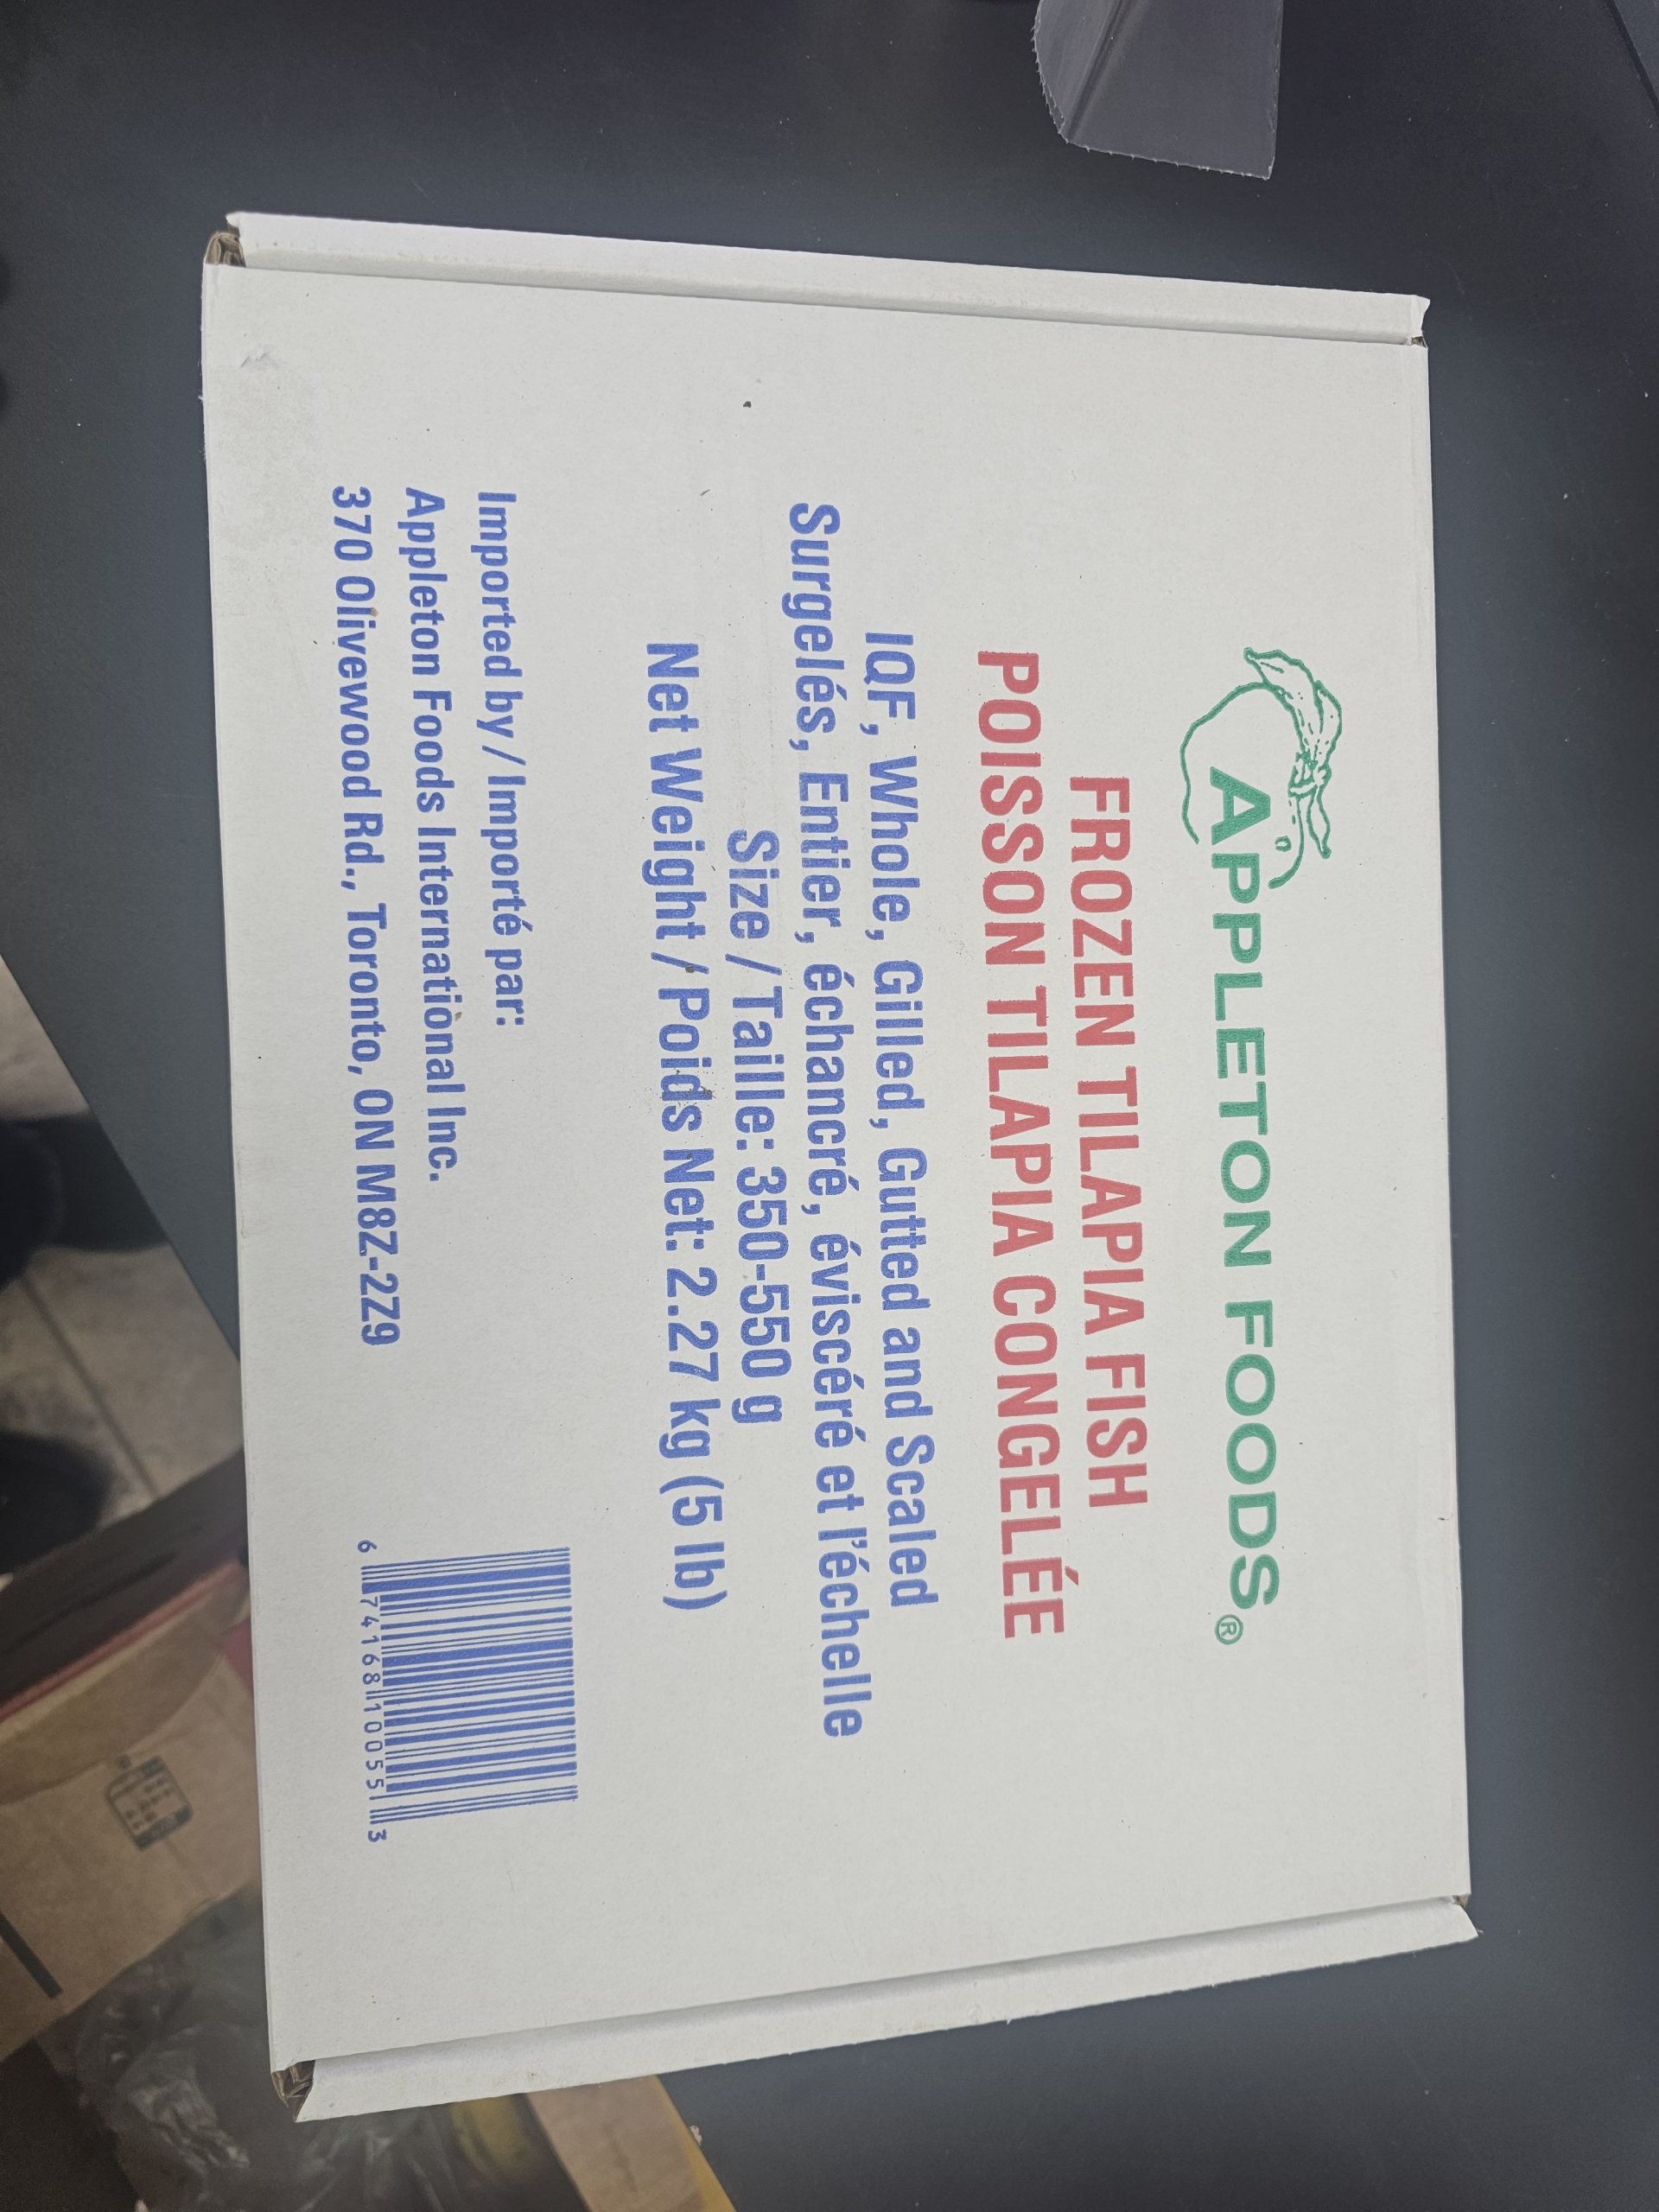 APPLETON FOODS®
FROZEN TILAPIA FISH
POISSON TILAPIA CONGELÉE
IQF, Whole, Gilled, Gutted and Scaled
Surgelés, Entier, échancré, éviscéré et l'échelle
Size / Taille: 350-550 g
Net Weight / Poids Net: 2.27 kg (5 lb)
Imported by / Importé par:
Appleton Foods International Inc.
370 Olivewood Rd., Toronto, ON M8Z-2Z9
6 74168 10055 3